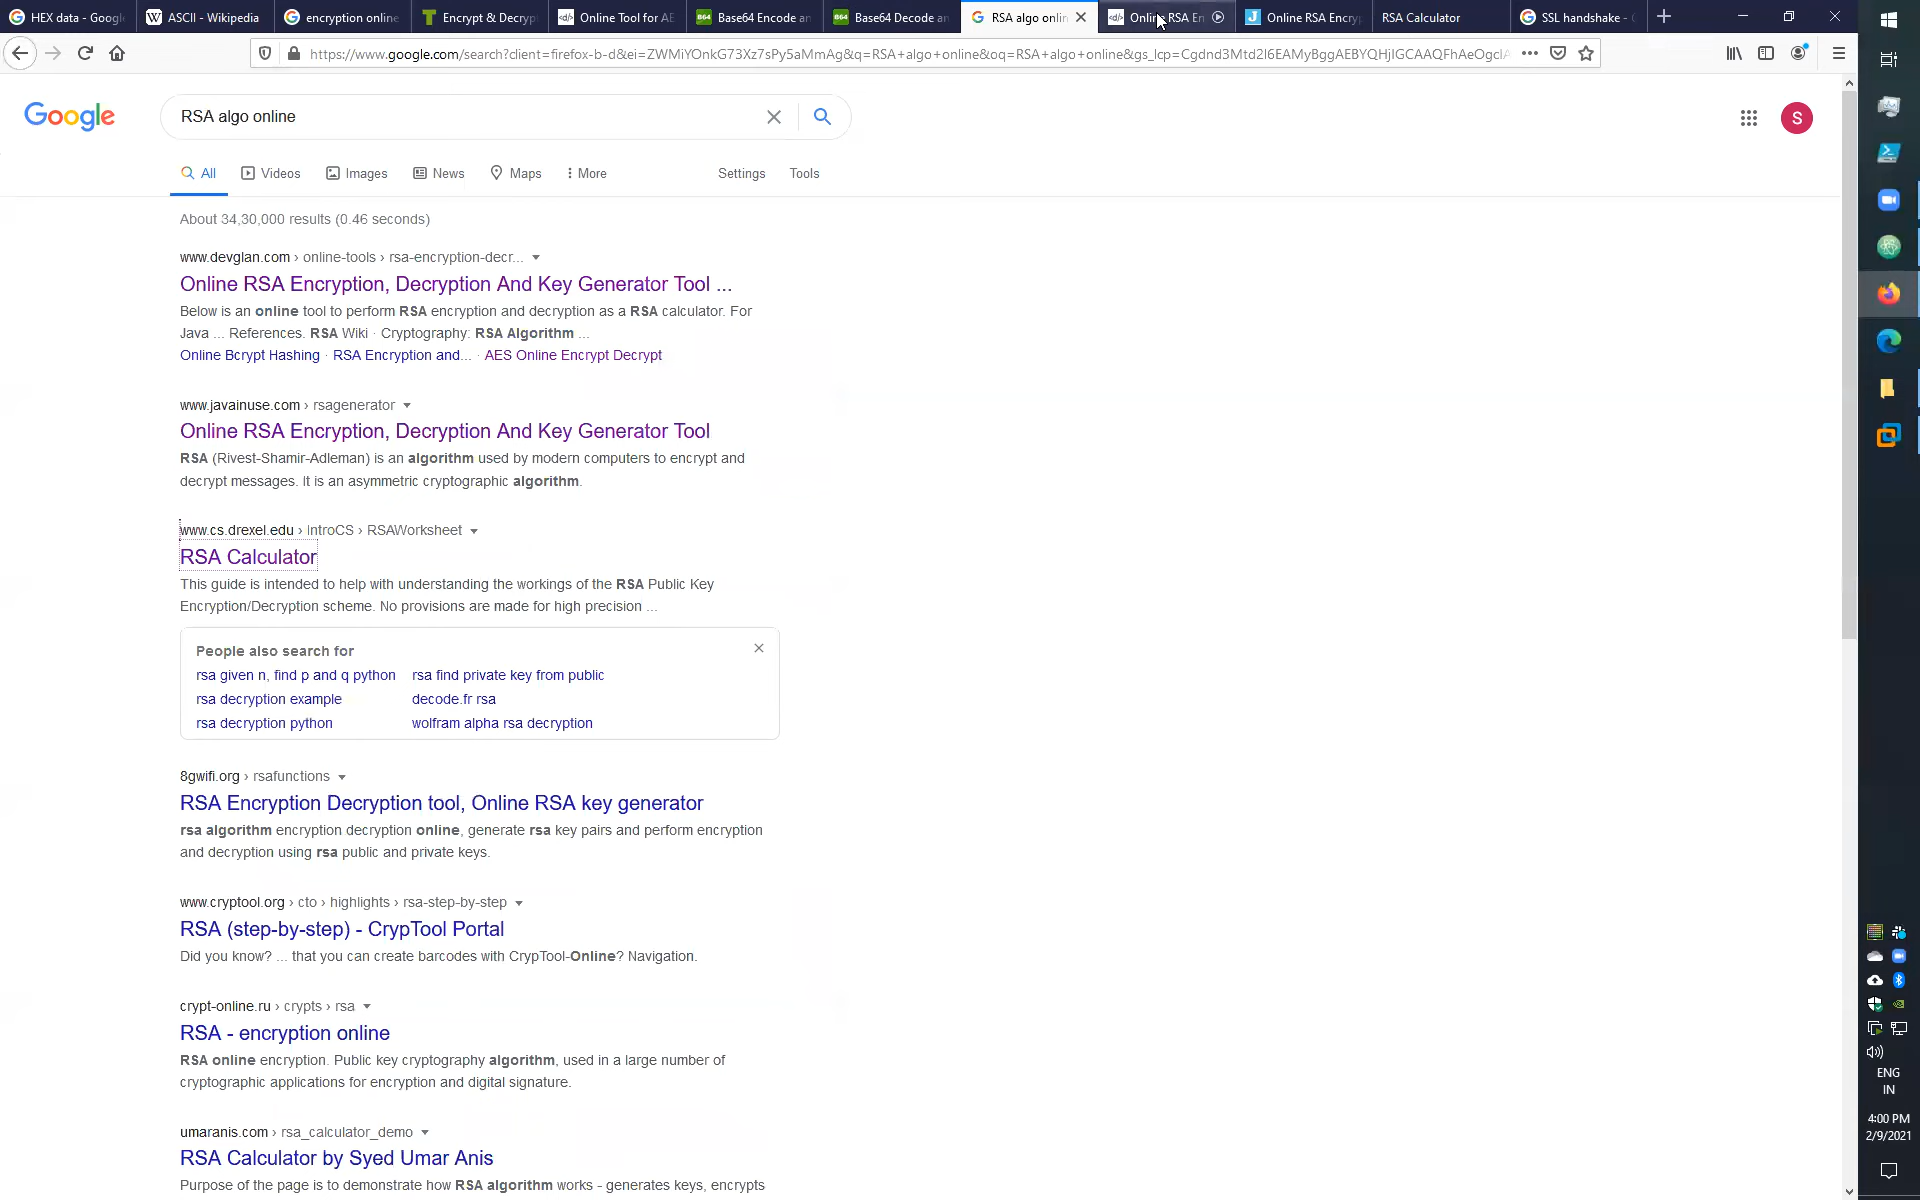 HEX data - Googl
ASCII - Wikipedia
encryption online
Encrypt & Decryp
Online Tool for AE
Base64 Encode an
Base64 Decode an
RSA algo onlin
Online RSA En
Online RSA Encry
RSA Calculator
SSL handshake -
https://www.google.com/search?client=firefox-b-d&ei=ZWMiYOnkG73Xz7sPy5aMmAg&q=RSA+algo+online&oq=RSA+algo+online&gs_lcp=Cgdnd3Mtd2l6EAMyBggAEBYQHjIGCAAQFhAeOgcIA
Google
RSA algo online
S
All
Videos
Images
News
Maps
More
Settings
Tools
About 34,30,000 results (0.46 seconds)
www.devglan.com › online-tools › rsa-encryption-decr...
Online RSA Encryption, Decryption And Key Generator Tool ...
Below is an online tool to perform RSA encryption and decryption as a RSA calculator. For
Java ... References. RSA Wiki · Cryptography: RSA Algorithm ...
Online Bcrypt Hashing · RSA Encryption and... · AES Online Encrypt Decrypt
www.javainuse.com › rsagenerator
Online RSA Encryption, Decryption And Key Generator Tool
RSA (Rivest-Shamir-Adleman) is an algorithm used by modern computers to encrypt and
decrypt messages. It is an asymmetric cryptographic algorithm.
www.cs.drexel.edu › IntroCS › RSAWorksheet
RSA Calculator
This guide is intended to help with understanding the workings of the RSA Public Key
Encryption/Decryption scheme. No provisions are made for high precision ...
People also search for
rsa given n, find p and q python
rsa find private key from public
rsa decryption example
decode.fr rsa
rsa decryption python
wolfram alpha rsa decryption
8gwifi.org › rsafunctions
RSA Encryption Decryption tool, Online RSA key generator
rsa algorithm encryption decryption online, generate rsa key pairs and perform encryption
and decryption using rsa public and private keys.
www.cryptool.org › cto › highlights › rsa-step-by-step
RSA (step-by-step) - CrypTool Portal
Did you know? ... that you can create barcodes with CrypTool-Online? Navigation.
crypt-online.ru › crypts › rsa
RSA - encryption online
RSA online encryption. Public key cryptography algorithm, used in a large number of
cryptographic applications for encryption and digital signature.
umaranis.com › rsa_calculator_demo
RSA Calculator by Syed Umar Anis
Purpose of the page is to demonstrate how RSA algorithm works - generates keys, encrypts
ENG
IN
4:00 PM
2/9/2021